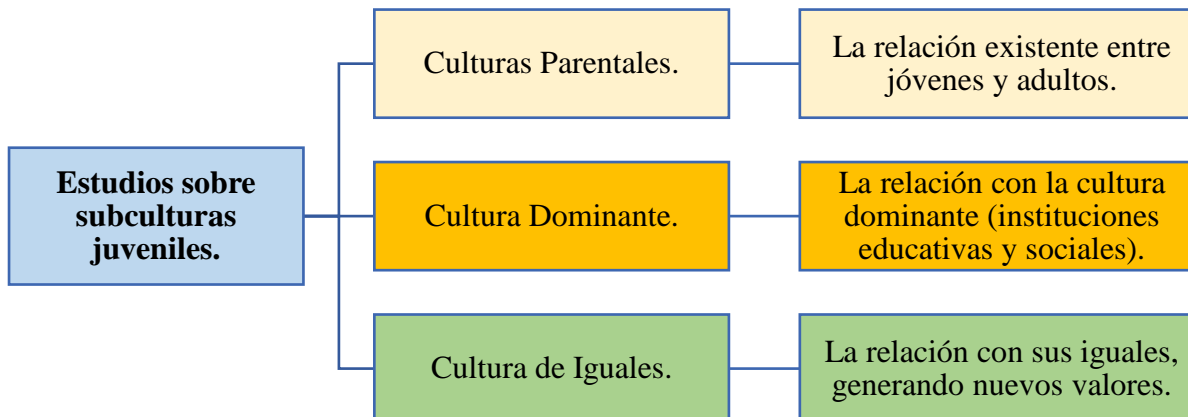 Estudios sobre
subculturas
juveniles.
Culturas Parentales.
La relación existente entre
jóvenes y adultos.
Cultura Dominante.
La relación con la cultura
dominante (instituciones
educativas y sociales).
Cultura de Iguales.
La relación con sus iguales,
generando nuevos valores.